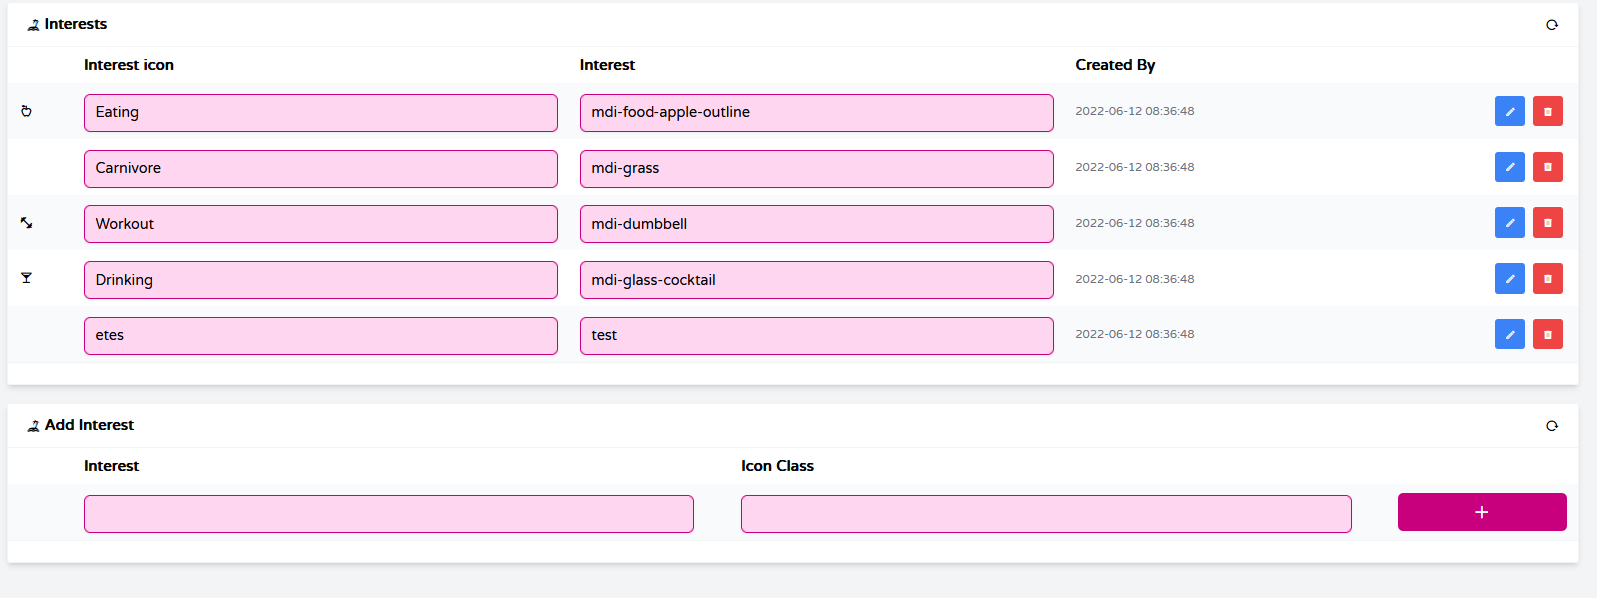 Interests
Interest icon Interest Created By
Eating mdi-food-apple-outline 2022-06-12 08:36:48
Carnivore mdi-grass 2022-06-12 08:36:48
Workout mdi-dumbbell 2022-06-12 08:36:48
Drinking mdi-glass-cocktail 2022-06-12 08:36:48
etes test 2022-06-12 08:36:48
Add Interest
Interest Icon Class
+